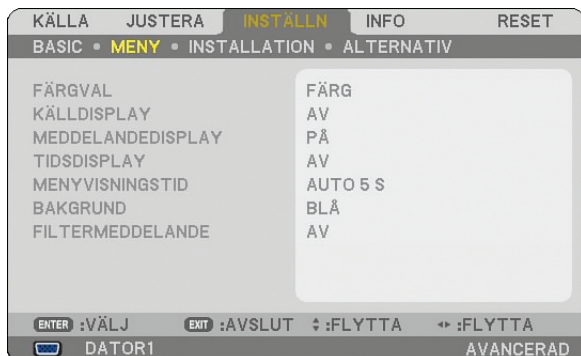 KÄLLA JUSTERA INSTÄLLN INFO RESET
BASIC • MENY • INSTALLATION • ALTERNATIV
FÄRGVAL FÄRG
KÄLLDISPLAY AV
MEDDELANDEDISPLAY PÅ
TIDSDISPLAY AV
MENYVISNINGSTID AUTO 5 S
BAKGRUND BLÅ
FILTERMEDDELANDE AV
ENTER :VÄLJ EXIT :AVSLUT :FLYTTA :FLYTTA
DATOR1 AVANCERAD